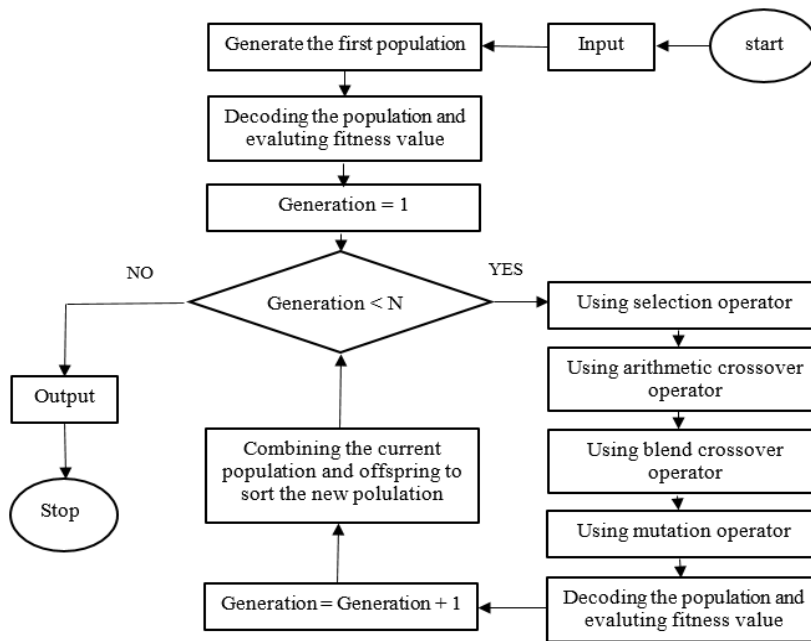 start
Input
Generate the first population
Decoding the population and
evaluting fitness value
Generation = 1
Generation < N
NO
YES
Output
Stop
Using selection operator
Using arithmetic crossover
operator
Using blend crossover
operator
Using mutation operator
Decoding the population and
evaluting fitness value
Generation = Generation + 1
Combining the current
population and offspring to
sort the new polulation